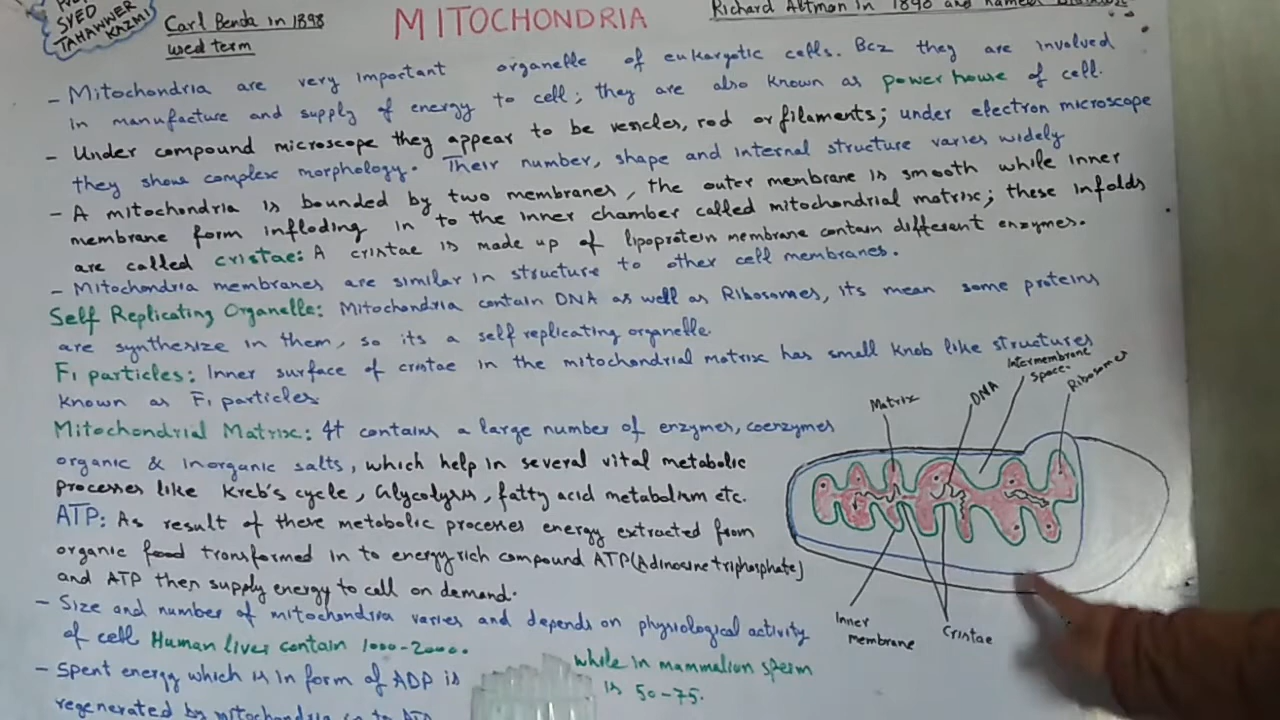 SYED
TAHAWWER
KAZMI
Carl Benda in 1898
used term
MITOCHONDRIA
Richard Altman in 1890 and named
- Mitochondria are very important organelle of eukaryotic cells. Bcz they are involved
in manufacture and supply of energy to cell; they are also known as power house of cell.
- Under compound microscope they appear to be vesicles, rod or filaments; under electron microscope
they show complex morphology. Their number, shape and internal structure varies widely
- A mitochondria is bounded by two membranes, the outer membrane is smooth while inner
membrane form infloding in to the inner chamber called mitochondrial matrix; these infolds
are called cristae: A cristae is made up of lipoprotein membrane contain different enzymes.
- Mitochondria membranes are similar in structure to other cell membranes.
Self Replicating Organelle: Mitochondria contain DNA as well as Ribosomes, its mean some proteins
are synthesize in them, so its a self replicating organelle.
F1 particles: Inner surface of cristae in the mitochondrial matrix has small knob like structures
known as F1 particles
Mitochondrial Matrix: It contains a large number of enzymes, coenzymes
organic & inorganic salts, which help in several vital metabolic
processes like Kreb's cycle, Glycolysis, fatty acid metabolism etc.
ATP: As result of these metabolic processes energy extracted from
organic food transformed in to energy rich compound ATP(Adinosine triphosphate)
and ATP then supply energy to cell on demand.
- Size and number of mitochondria varies and depends on physiological activity
of cell Human liver contain 1000-2000.
while in mammalian sperm
is 50-75.
- Spent energy which is in form of ADP is
regenerated by mitochondria in to ATP
Matrix
DNA
Intermembrane
space.
Ribosomes
Inner
membrane
Cristae